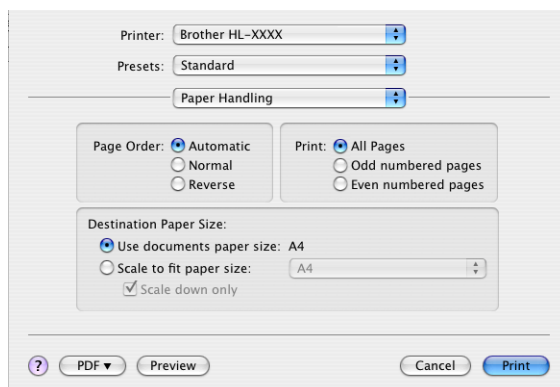 Printer: Brother HL-XXXX
Presets: Standard
Paper Handling
Page Order: Automatic
Normal
Reverse
Print: All Pages
Odd numbered pages
Even numbered pages
Destination Paper Size:
Use documents paper size: A4
Scale to fit paper size: A4
Scale down only
? PDF▼ Preview Cancel Print